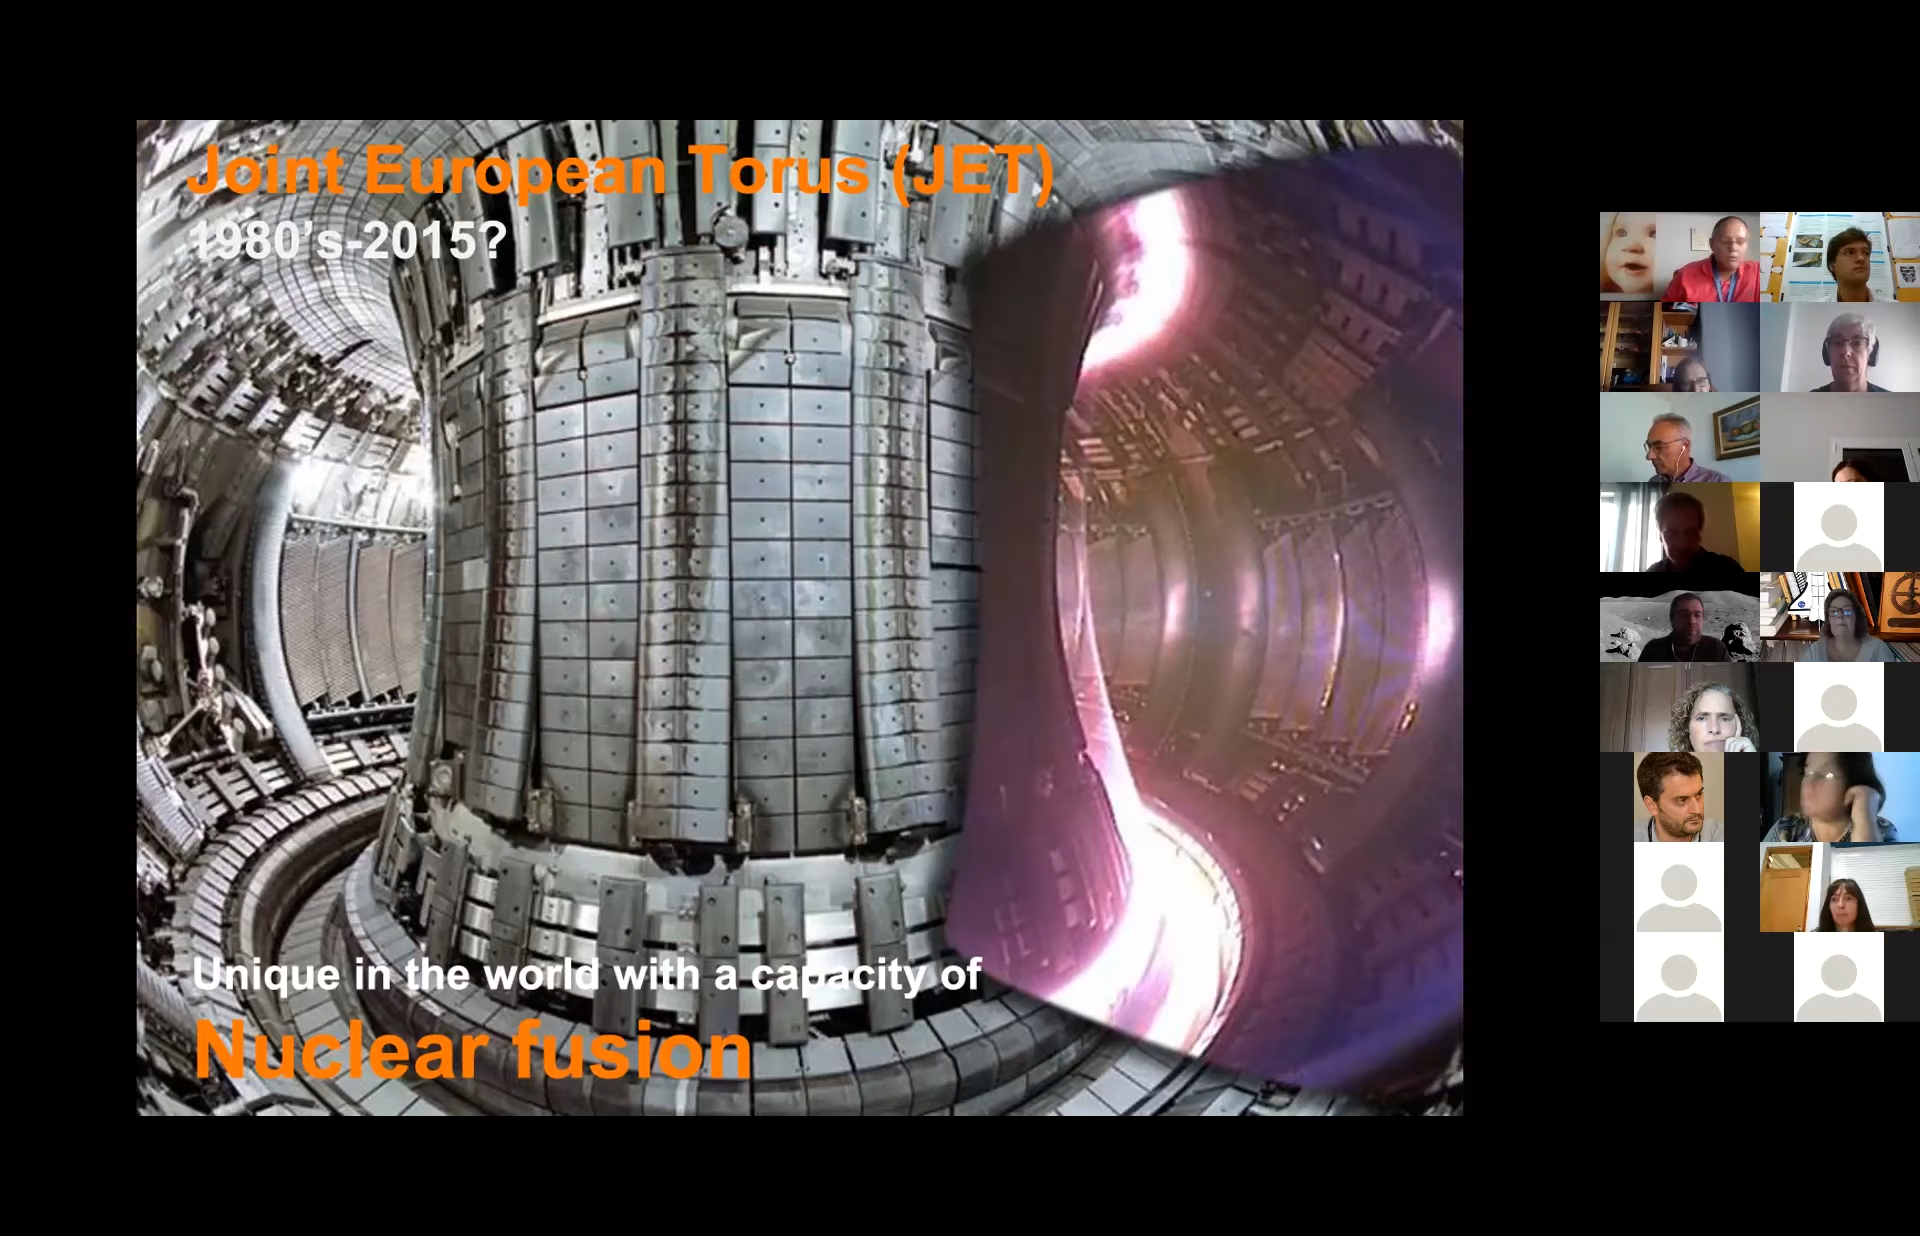 Joint European Torus (JET)
1980's-2015?
Unique in the world with a capacity of
Nuclear fusion